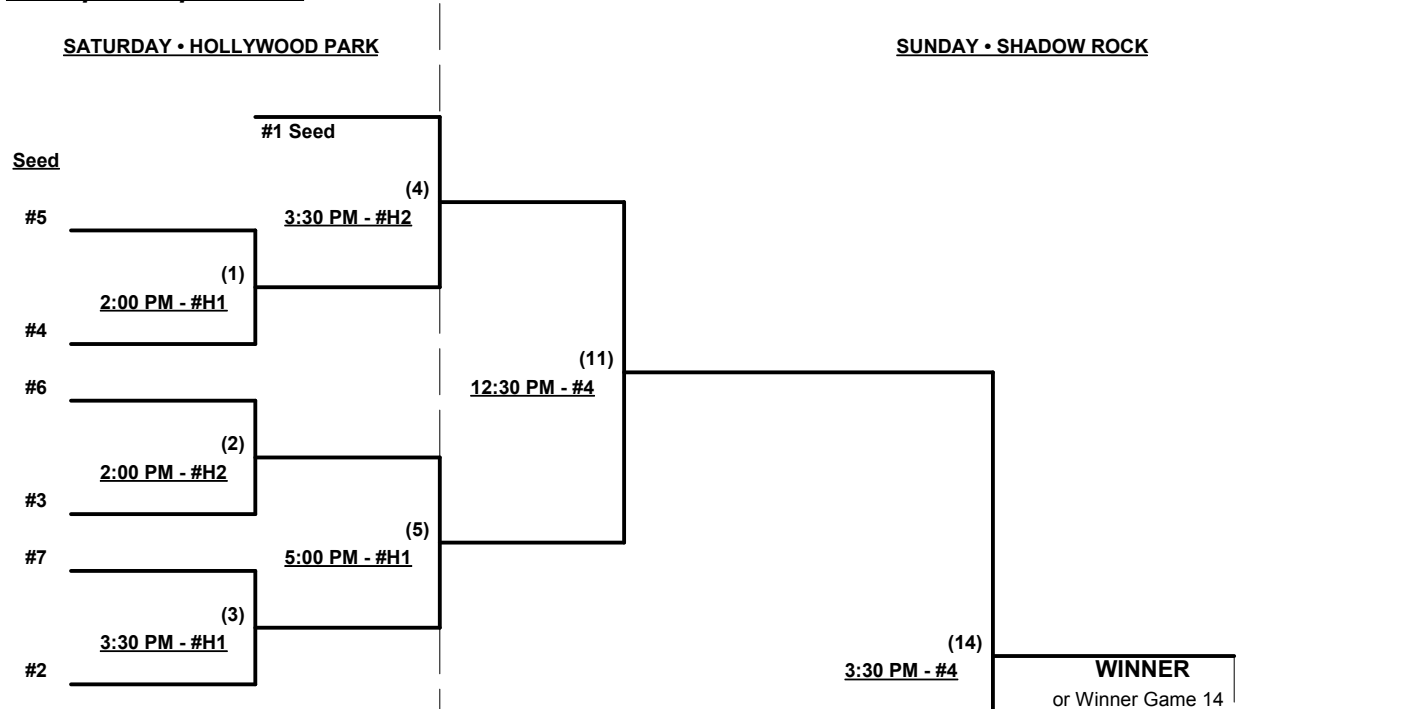 SATURDAY • HOLLYWOOD PARK
SUNDAY • SHADOW ROCK
#1 Seed
Seed
(4)
#5
3:30 PM - #H2
(1)
2:00 PM - #H1
#4
(11)
#6
12:30 PM - #4
(2)
2:00 PM - #H2
#3
(5)
#7
5:00 PM - #H1
(3)
3:30 PM - #H1
(14)
#2
3:30 PM - #4
WINNER
or Winner Game 14